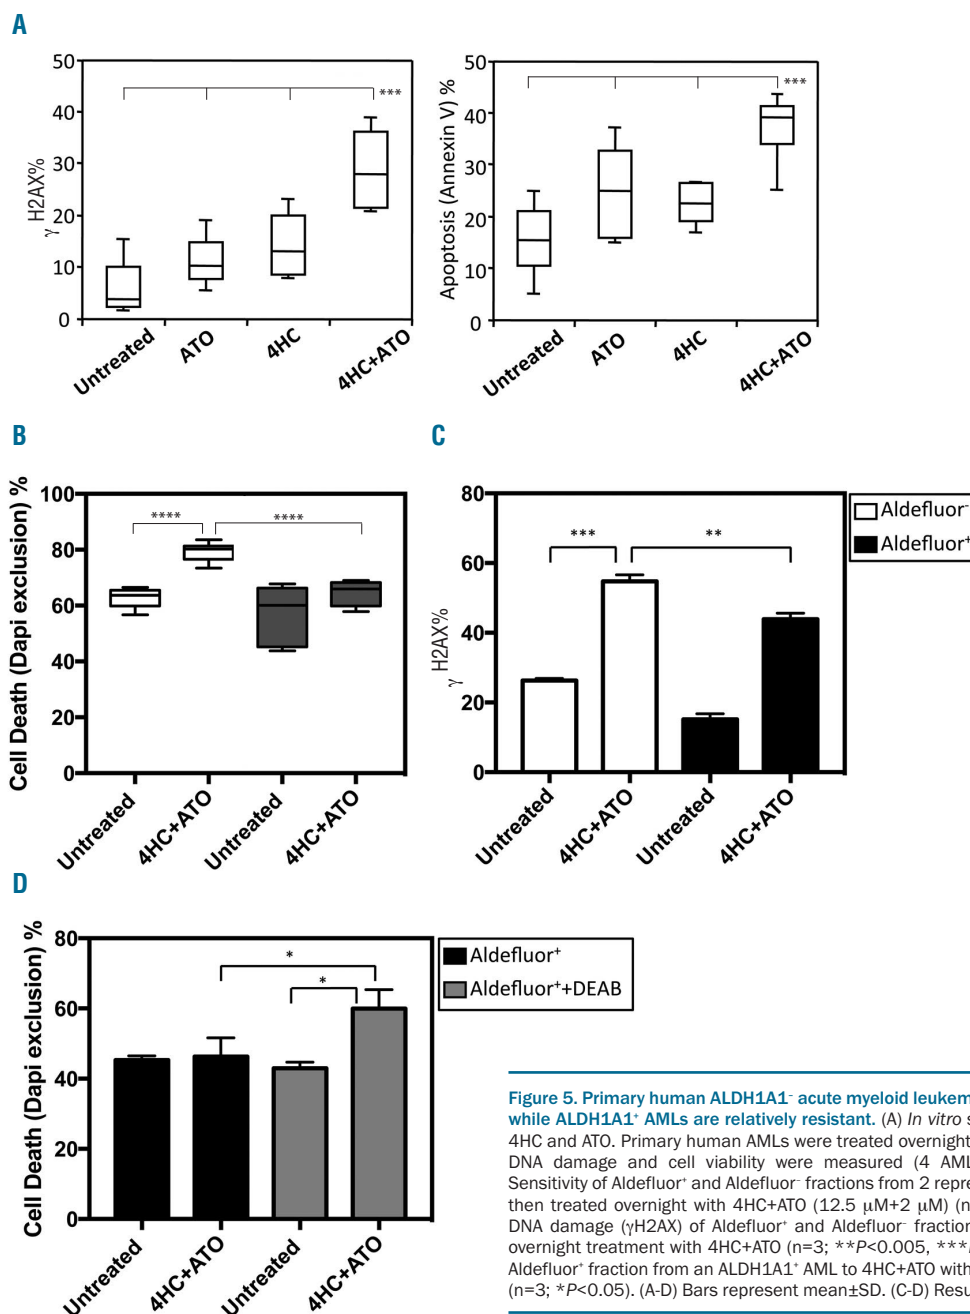 A
50
40
30
20
10
0
γH2AX%
***
Untreated
ATO
4HC
4HC+ATO
50
40
30
20
10
0
Apoptosis (Annexin V) %
***
Untreated
ATO
4HC
4HC+ATO
B
100
80
60
40
20
0
Cell Death (Dapi exclusion) %
****
****
Untreated
4HC+ATO
Untreated
4HC+ATO
C
80
60
40
20
0
γH2AX%
***
**
Untreated
4HC+ATO
Untreated
4HC+ATO
Aldefluor⁻
Aldefluor⁺
D
80
60
40
20
0
Cell Death (Dapi exclusion) %
*
*
Untreated
4HC+ATO
Untreated
4HC+ATO
Aldefluor⁺
Aldefluor⁺+DEAB
Figure 5. Primary human ALDH1A1⁻ acute myeloid leukem
while ALDH1A1⁺ AMLs are relatively resistant. (A) In vitro s
4HC and ATO. Primary human AMLs were treated overnight
DNA damage and cell viability were measured (4 AML
Sensitivity of Aldefluor⁺ and Aldefluor⁻ fractions from 2 repre
then treated overnight with 4HC+ATO (12.5 μM+2 μM) (n
DNA damage (γH2AX) of Aldefluor⁺ and Aldefluor⁻ fraction
overnight treatment with 4HC+ATO (n=3; **P<0.005, ***
Aldefluor⁺ fraction from an ALDH1A1⁺ AML to 4HC+ATO with
(n=3; *P<0.05). (A-D) Bars represent mean±SD. (C-D) Resu